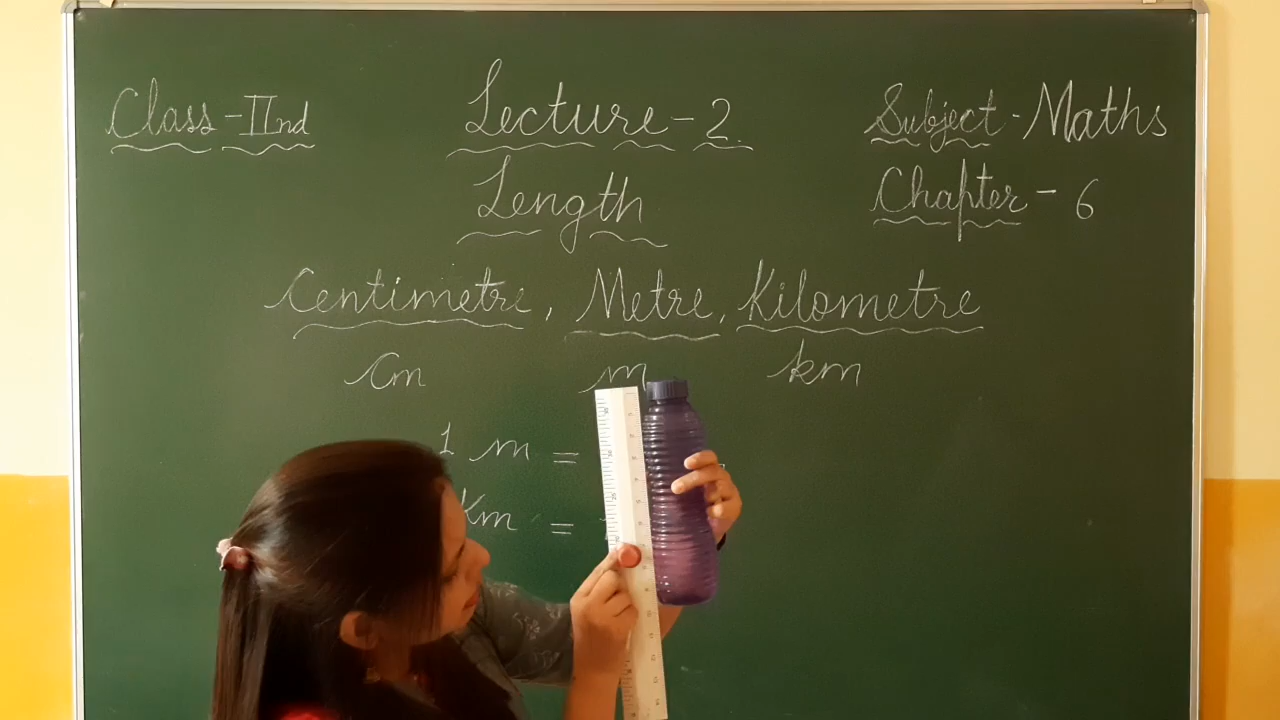 Class-IInd Lecture-2 Subject-Maths
Length Chapter-6
Centimetre, Metre, Kilometre
cm m km
1 m =
Km =